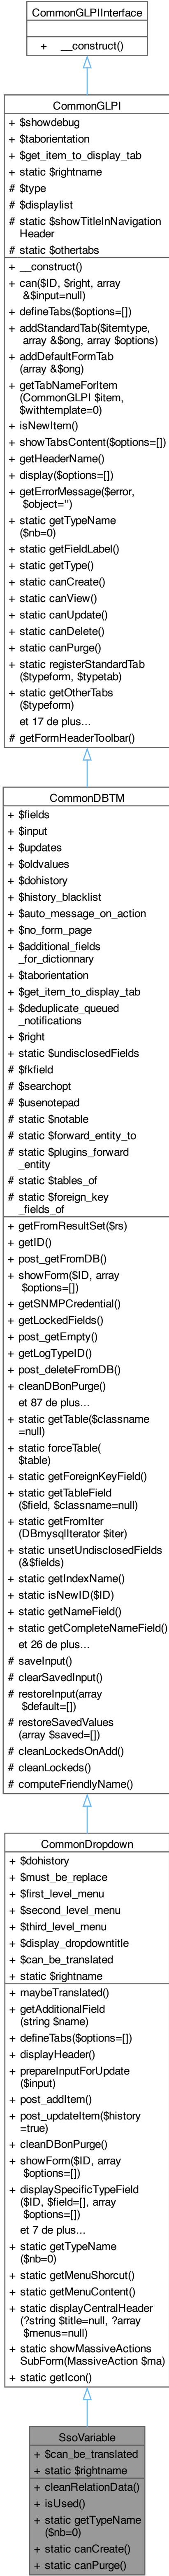 CommonGLPIInterface
+ __construct()
CommonGLPI
+ $showdebug
+ $taborientation
+ $get_item_to_display_tab
+ static $rightname
# $type
# $displaylist
# static $showTitleInNavigation
Header
# static $othertabs
+ __construct()
+ can($ID, $right, array
&$input=null)
+ defineTabs($options=[])
+ addStandardTab($itemtype,
array &$ong, array $options)
+ addDefaultFormTab
(array &$ong)
+ getTabNameForItem
(CommonGLPI $item,
$withtemplate=0)
+ isNewItem()
+ showTabsContent($options=[])
+ getHeaderName()
+ display($options=[])
+ getErrorMessage($error,
$object='')
+ static getTypeName
($nb=0)
+ static getFieldLabel()
+ static getType()
+ static canCreate()
+ static canView()
+ static canUpdate()
+ static canDelete()
+ static canPurge()
+ static registerStandardTab
($typeform, $typetab)
+ static getOtherTabs
($typeform)
et 17 de plus...
# getFormHeaderToolbar()
CommonDBTM
+ $fields
+ $input
+ $updates
+ $oldvalues
+ $dohistory
+ $history_blacklist
+ $auto_message_on_action
+ $no_form_page
+ $additional_fields
_for_dictionnary
+ $taborientation
+ $get_item_to_display_tab
+ $deduplicate_queued
_notifications
+ $right
+ static $undisclosedFields
# $fkfield
# $searchopt
# $usenotepad
# static $notable
# static $forward_entity_to
# static $plugins_forward
_entity
# static $tables_of
# static $foreign_key
_fields_of
+ getFromResultSet($rs)
+ getID()
+ post_getFromDB()
+ showForm($ID, array
$options=[])
+ getSNMPCredential()
+ getLockedFields()
+ post_getEmpty()
+ getLogTypeID()
+ post_deleteFromDB()
+ cleanDBonPurge()
et 87 de plus...
+ static getTable($classname
=null)
+ static forceTable(
$table)
+ static getForeignKeyField()
+ static getTableField
($field, $classname=null)
+ static getFromIter
(DBmysqlIterator $iter)
+ static unsetUndisclosedFields
(&$fields)
+ static getIndexName()
+ static isNewID($ID)
+ static getNameField()
+ static getCompleteNameField()
et 26 de plus...
# saveInput()
# clearSavedInput()
# restoreInput(array
$default=[])
# restoreSavedValues
(array $saved=[])
# cleanLockedsOnAdd()
# cleanLockeds()
# computeFriendlyName()
CommonDropdown
+ $dohistory
+ $must_be_replace
+ $first_level_menu
+ $second_level_menu
+ $third_level_menu
+ $display_dropdowntitle
+ $can_be_translated
+ static $rightname
+ maybeTranslated()
+ getAdditionalField
(string $name)
+ defineTabs($options=[])
+ displayHeader()
+ prepareInputForUpdate
($input)
+ post_addItem()
+ post_updateItem($history
=true)
+ cleanDBonPurge()
+ showForm($ID, array
$options=[])
+ displaySpecificTypeField
($ID, $field=[], array
$options=[])
et 7 de plus...
+ static getTypeName
($nb=0)
+ static getMenuShorcut()
+ static getMenuContent()
+ static displayCentralHeader
(?string $title=null, ?array
$menus=null)
+ static showMassiveActions
SubForm(MassiveAction $ma)
+ static getIcon()
SsoVariable
+ $can_be_translated
+ static $rightname
+ cleanRelationData()
+ isUsed()
+ static getTypeName
($nb=0)
+ static canCreate()
+ static canPurge()